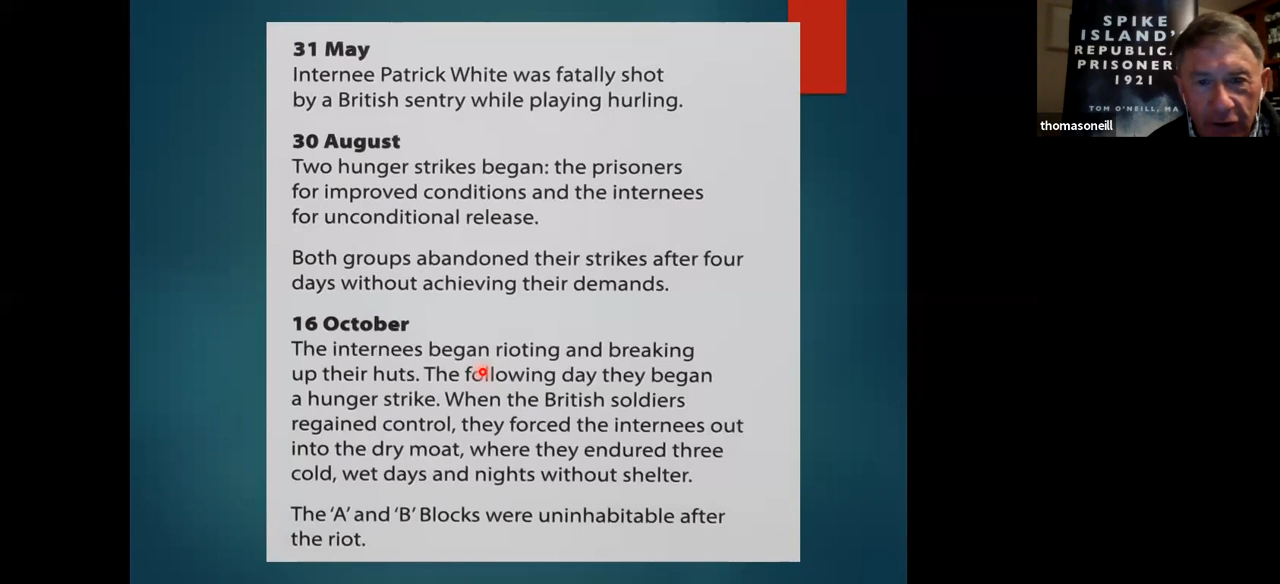 31 May
Internee Patrick White was fatally shot
by a British sentry while playing hurling.
30 August
Two hunger strikes began: the prisoners
for improved conditions and the internees
for unconditional release.
Both groups abandoned their strikes after four
days without achieving their demands.
16 October
The internees began rioting and breaking
up their huts. The following day they began
a hunger strike. When the British soldiers
regained control, they forced the internees out
into the dry moat, where they endured three
cold, wet days and nights without shelter.
The ‘A’ and ‘B’ Blocks were uninhabitable after
the riot.
SPIKE
ISLAND'
REPUBLIC
PRISONER
1921
TOM O'NEILL, MA
thomasoneill